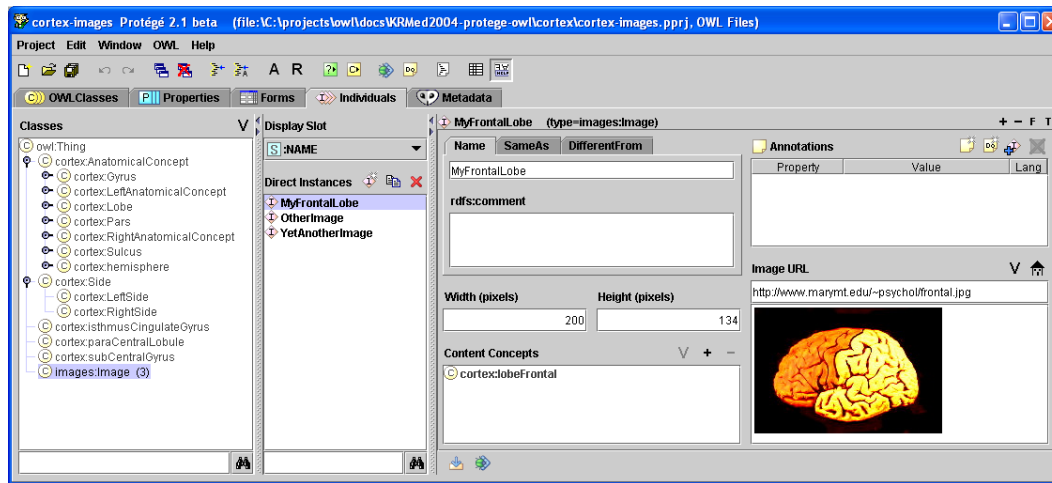 cortex-images Protégé 2.1 beta (file:\C:\projects\owl\docs\KRMed2004-protege-owl\cortex\cortex-images.pprj, OWL Files)
Project Edit Window OWL Help
OWLClasses Properties Forms Individuals Metadata
Classes
owl:Thing
cortex:AnatomicalConcept
cortex:Gyrus
cortex:LeftAnatomicalConcept
cortex:Lobe
cortex:Pars
cortex:RightAnatomicalConcept
cortex:Sulcus
cortex:hemisphere
cortex:Side
cortex:LeftSide
cortex:RightSide
cortex:isthmusCingulateGyrus
cortex:paraCentralLobule
cortex:subCentralGyrus
images:Image (3)
Display Slot
:NAME
Direct Instances
MyFrontalLobe
OtherImage
YetAnotherImage
MyFrontalLobe (type=images:Image)
+ − F T
Name SameAs DifferentFrom
MyFrontalLobe
rdfs:comment
Width (pixels) Height (pixels)
200 134
Content Concepts
cortex:lobeFrontal
Annotations
Property Value Lang
Image URL
http://www.marymt.edu/~psychol/frontal.jpg